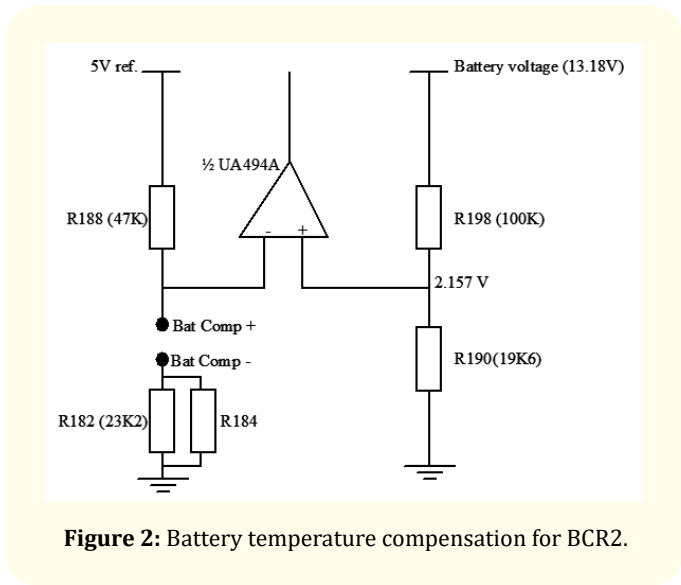 5V ref.
Battery voltage (13.18V)
½ UA494A
R188 (47K)
- +
R198 (100K)
2.157 V
Bat Comp +
Bat Comp -
R190(19K6)
R182 (23K2)
R184
Figure 2: Battery temperature compensation for BCR2.